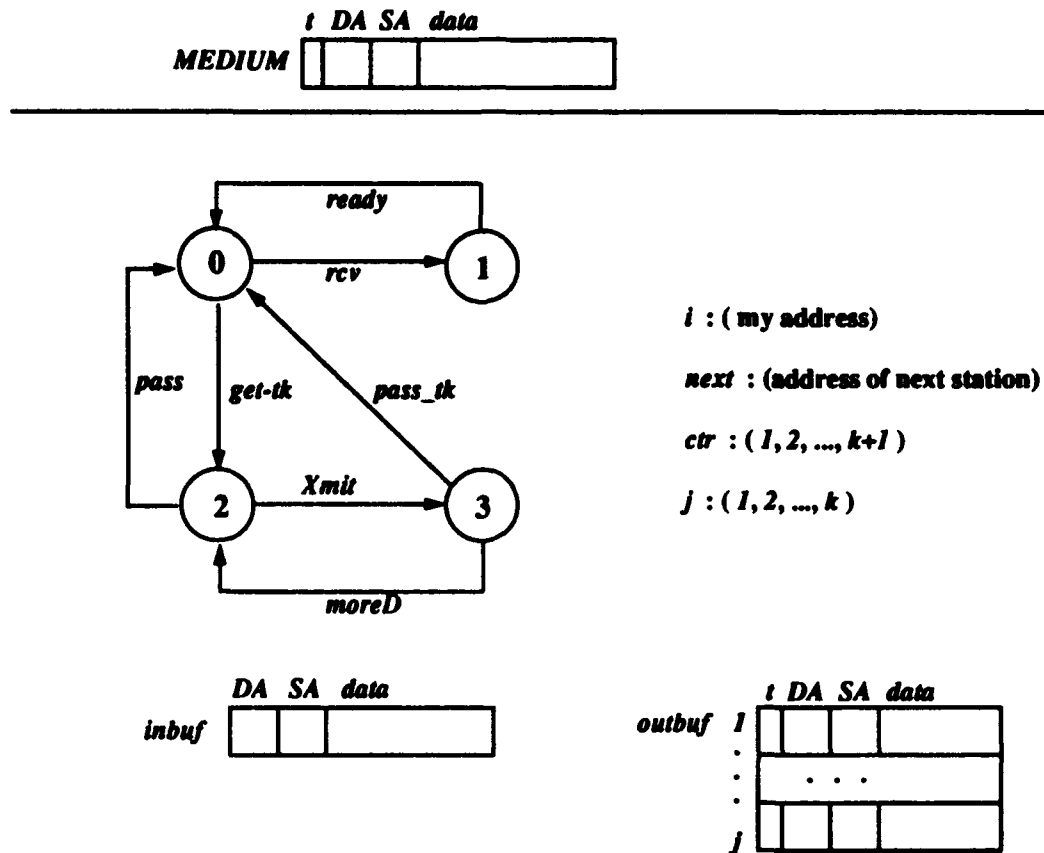 t DA SA data
MEDIUM
ready
0
rcv
1
i : ( my address)
next : (address of next station)
pass
get-tk
pass_tk
ctr : ( 1, 2, ..., k+1 )
j : ( 1, 2, ..., k )
2
Xmit
3
moreD
DA SA data
inbuf
t DA SA data
outbuf 1
.
. . . .
.
j